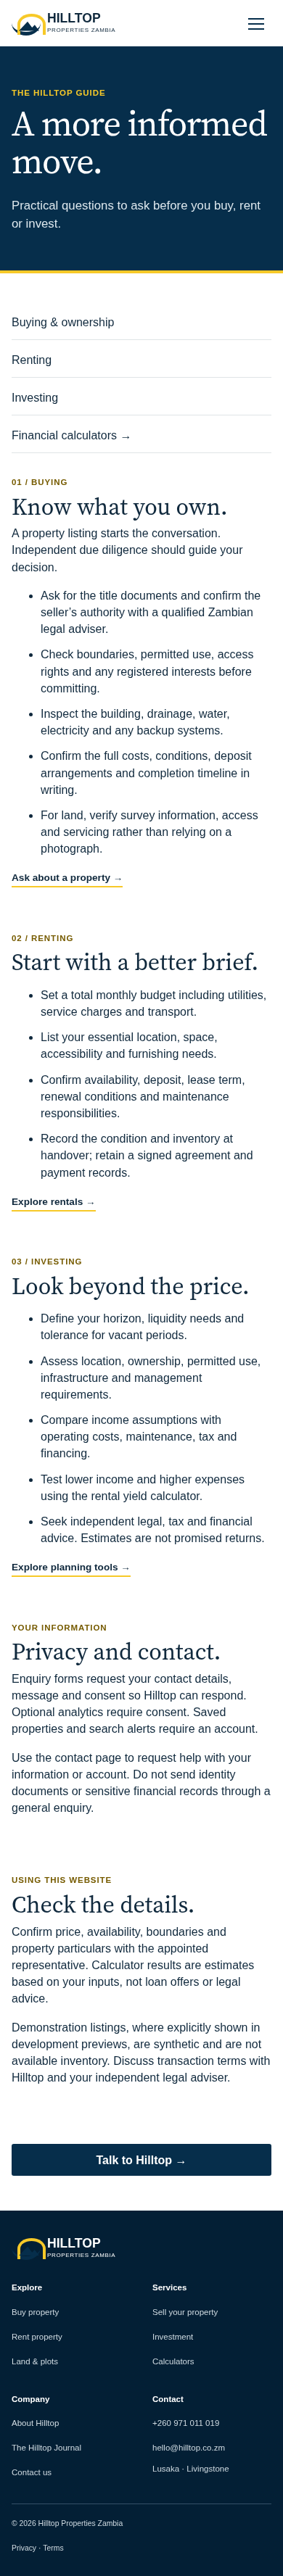 HILLTOP
PROPERTIES ZAMBIA
THE HILLTOP GUIDE
A more informed
move.
Practical questions to ask before you buy, rent
or invest.
Buying & ownership
Renting
Investing
Financial calculators →
01 / BUYING
Know what you own.
A property listing starts the conversation.
Independent due diligence should guide your
decision.
• Ask for the title documents and confirm the
seller’s authority with a qualified Zambian
legal adviser.
• Check boundaries, permitted use, access
rights and any registered interests before
committing.
• Inspect the building, drainage, water,
electricity and any backup systems.
• Confirm the full costs, conditions, deposit
arrangements and completion timeline in
writing.
• For land, verify survey information, access
and servicing rather than relying on a
photograph.
Ask about a property →
02 / RENTING
Start with a better brief.
• Set a total monthly budget including utilities,
service charges and transport.
• List your essential location, space,
accessibility and furnishing needs.
• Confirm availability, deposit, lease term,
renewal conditions and maintenance
responsibilities.
• Record the condition and inventory at
handover; retain a signed agreement and
payment records.
Explore rentals →
03 / INVESTING
Look beyond the price.
• Define your horizon, liquidity needs and
tolerance for vacant periods.
• Assess location, ownership, permitted use,
infrastructure and management
requirements.
• Compare income assumptions with
operating costs, maintenance, tax and
financing.
• Test lower income and higher expenses
using the rental yield calculator.
• Seek independent legal, tax and financial
advice. Estimates are not promised returns.
Explore planning tools →
YOUR INFORMATION
Privacy and contact.
Enquiry forms request your contact details,
message and consent so Hilltop can respond.
Optional analytics require consent. Saved
properties and search alerts require an account.
Use the contact page to request help with your
information or account. Do not send identity
documents or sensitive financial records through a
general enquiry.
USING THIS WEBSITE
Check the details.
Confirm price, availability, boundaries and
property particulars with the appointed
representative. Calculator results are estimates
based on your inputs, not loan offers or legal
advice.
Demonstration listings, where explicitly shown in
development previews, are synthetic and are not
available inventory. Discuss transaction terms with
Hilltop and your independent legal adviser.
Talk to Hilltop →
HILLTOP
PROPERTIES ZAMBIA
Explore
Buy property
Rent property
Land & plots
Services
Sell your property
Investment
Calculators
Company
About Hilltop
The Hilltop Journal
Contact us
Contact
+260 971 011 019
hello@hilltop.co.zm
Lusaka · Livingstone
© 2026 Hilltop Properties Zambia
Privacy · Terms